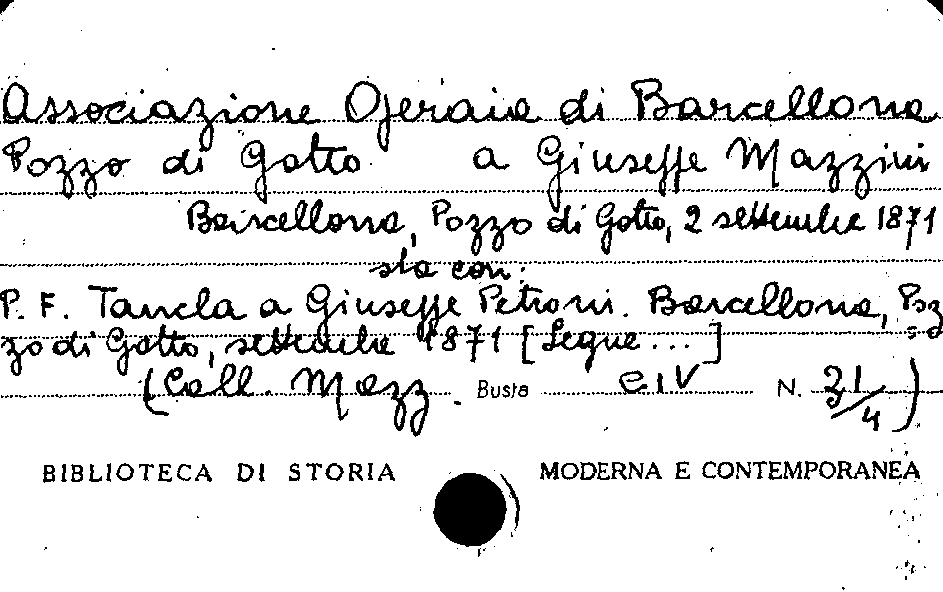 Associazione Operaia di Barcellona
Pozzo di Gotto a Giuseppe Mazzini
Barcellona, Pozzo di Gotto, 2 settembre 1871
sta con:
P. F. Tancla a Giuseppe Petroni. Barcellona, Poz
zo di Gotto, settembre 1871 [Segue...]
(Coll. Mazz. Busta C.IV N. 31/4)
BIBLIOTECA DI STORIA MODERNA E CONTEMPORANEA